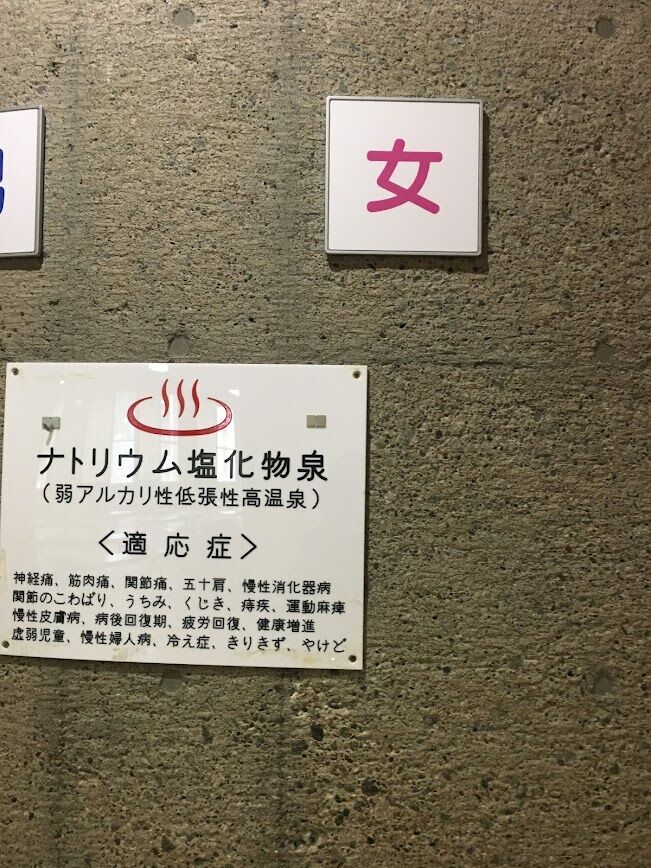 女
ナトリウム塩化物泉
（弱アルカリ性低張性高温泉）
〈適応症〉
神経痛、筋肉痛、関節痛、五十肩、慢性消化器病
関節のこわばり、うちみ、くじき、痔疾、運動麻痺
慢性皮膚病、病後回復期、疲労回復、健康増進
虚弱児童、慢性婦人病、冷え症、きりきず、やけど